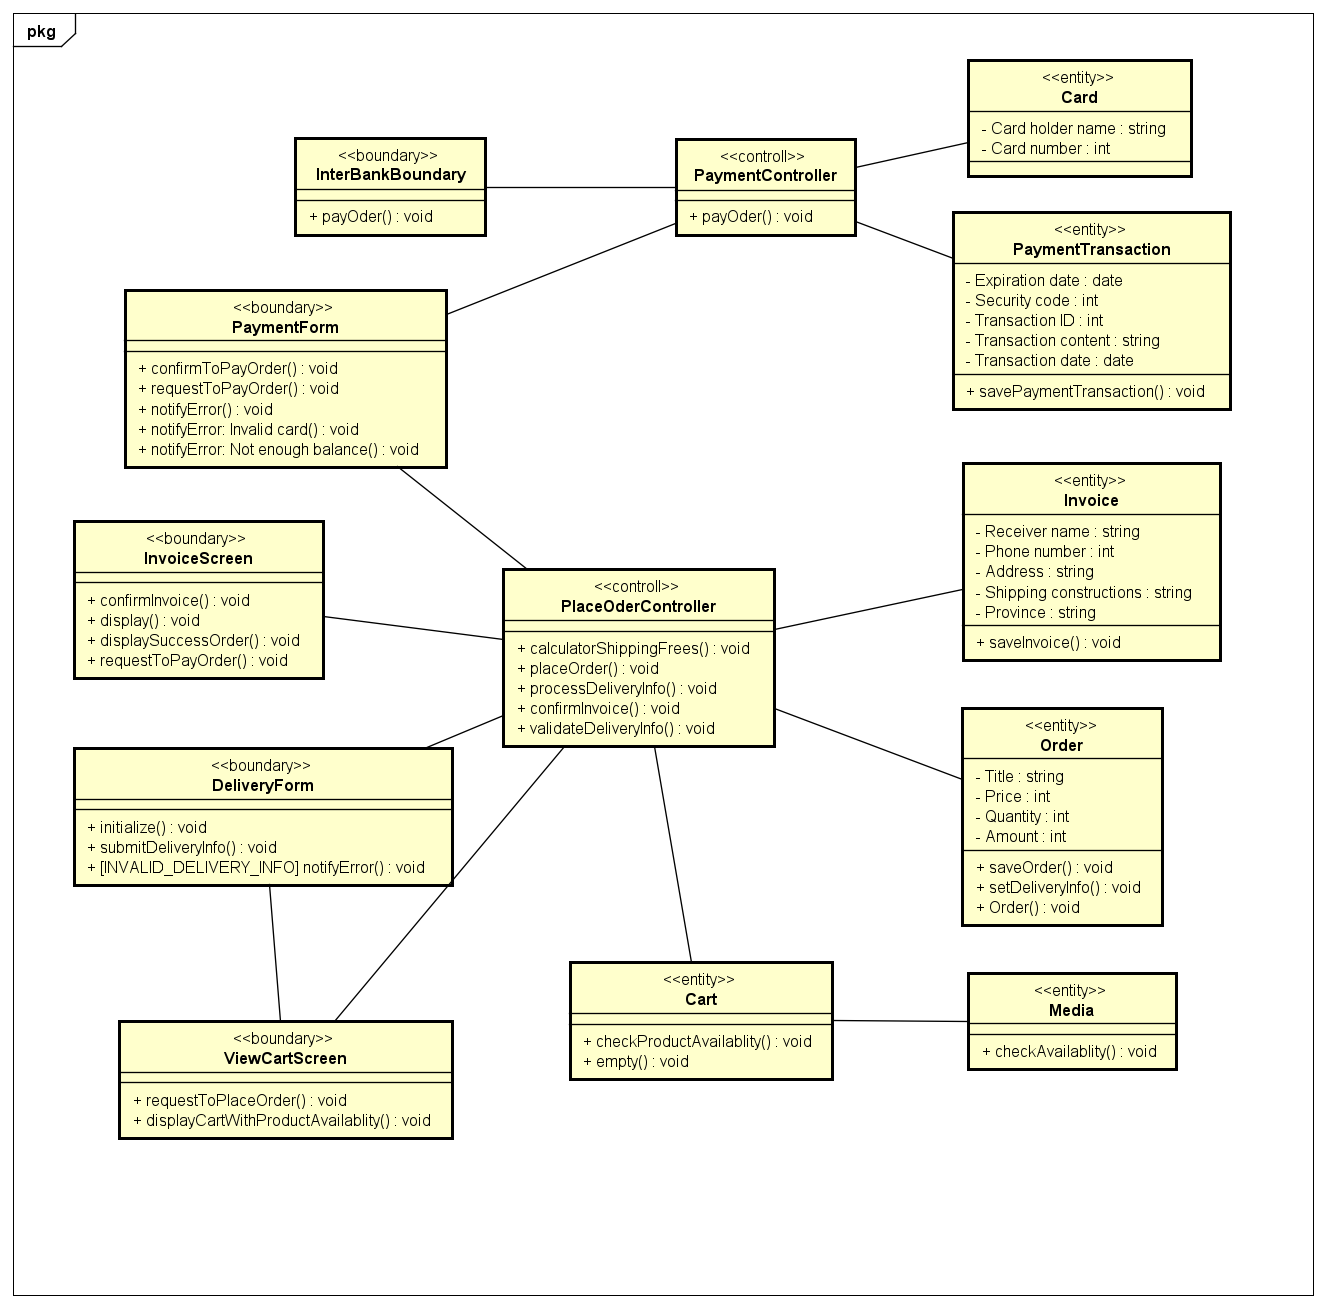 pkg
<<entity>>
Card
- Card holder name : string
- Card number : int
<<boundary>>
InterBankBoundary
+ payOder() : void
<<controll>>
PaymentController
+ payOder() : void
<<entity>>
PaymentTransaction
- Expiration date : date
- Security code : int
- Transaction ID : int
- Transaction content : string
- Transaction date : date
+ savePaymentTransaction() : void
<<boundary>>
PaymentForm
+ confirmToPayOrder() : void
+ requestToPayOrder() : void
+ notifyError() : void
+ notifyError: Invalid card() : void
+ notifyError: Not enough balance() : void
<<entity>>
Invoice
- Receiver name : string
- Phone number : int
- Address : string
- Shipping constructions : string
- Province : string
+ saveInvoice() : void
<<boundary>>
InvoiceScreen
+ confirmInvoice() : void
+ display() : void
+ displaySuccessOrder() : void
+ requestToPayOrder() : void
<<controll>>
PlaceOderController
+ calculatorShippingFrees() : void
+ placeOrder() : void
+ processDeliveryInfo() : void
+ confirmInvoice() : void
+ validateDeliveryInfo() : void
<<entity>>
Order
- Title : string
- Price : int
- Quantity : int
- Amount : int
+ saveOrder() : void
+ setDeliveryInfo() : void
+ Order() : void
<<boundary>>
DeliveryForm
+ initialize() : void
+ submitDeliveryInfo() : void
+ [INVALID_DELIVERY_INFO] notifyError() : void
<<entity>>
Cart
+ checkProductAvailablity() : void
+ empty() : void
<<entity>>
Media
+ checkAvailablity() : void
<<boundary>>
ViewCartScreen
+ requestToPlaceOrder() : void
+ displayCartWithProductAvailablity() : void